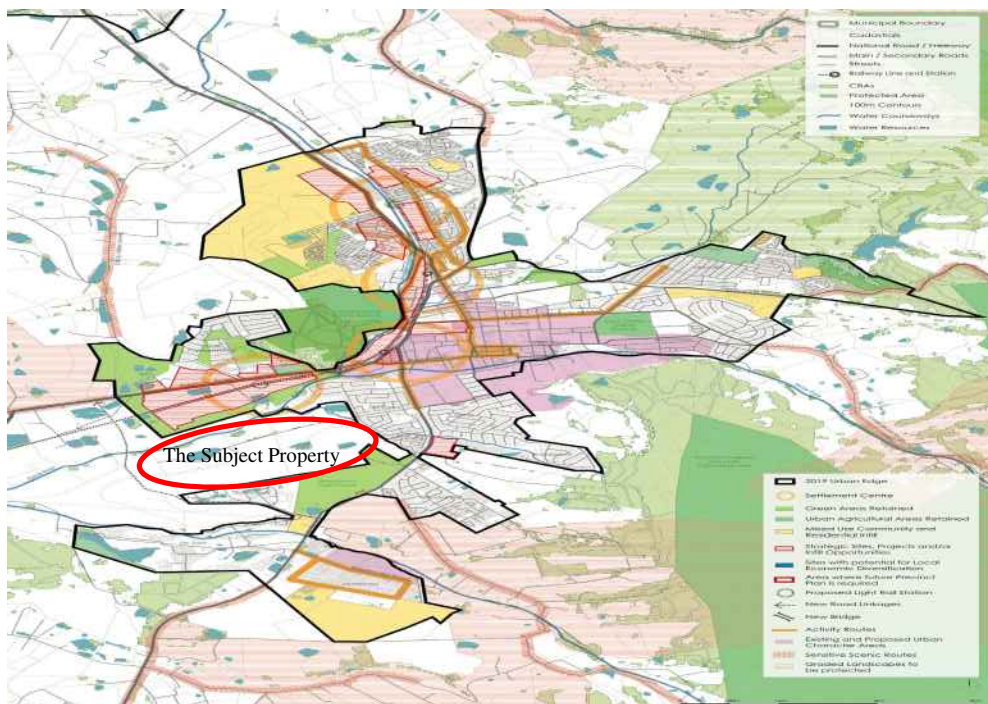 Municipal Boundary
Cadastrals
National Road / Freeway
Main / Secondary Roads
Streets
Railway Line and Station
CBAs
Protected Area
100m Contours
Water Courseways
Water Resources
The Subject Property
2019 Urban Edge
Settlement Centre
Green Areas Retained
Urban Agricultural Areas Retained
Mixed Use Community and
Residential Infill
Strategic Sites, Projects and/or
Infill Opportunities
Sites with potential for Local
Economic Diversification
Area where future Precinct
Plan is required
Proposed Light Rail Station
New Road Linkages
New Bridge
Activity Routes
Existing and Proposed Urban
Character Areas
Sensitive Scenic Routes
Graded Landscapes to
be protected